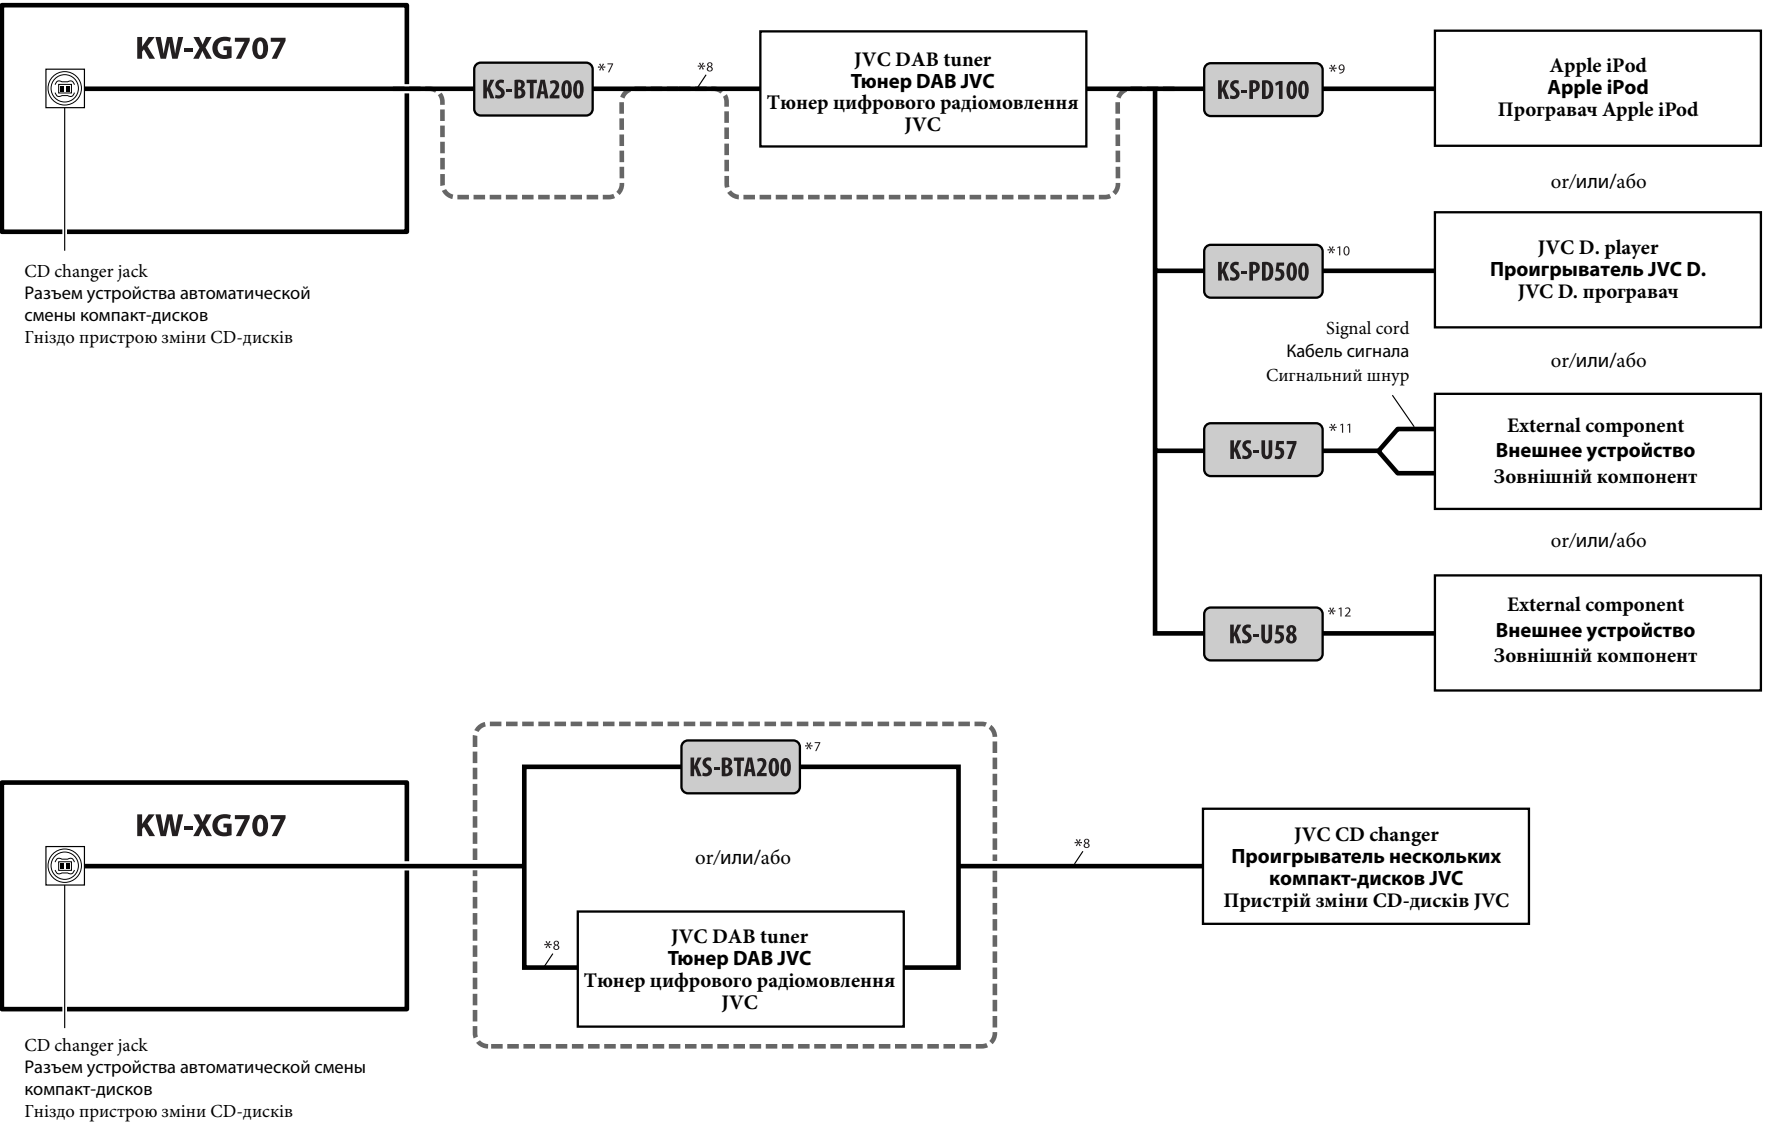 KW-XG707
KS-BTA200
*7
*8
JVC DAB tuner
Тюнер DAB JVC
Тюнер цифрового радіомовлення
JVC
KS-PD100
*9
Apple iPod
Apple iPod
Програвач Apple iPod
or/или/або
KS-PD500
*10
JVC D. player
Проигрыватель JVC D.
JVC D. програвач
CD changer jack
Разъем устройства автоматической
смены компакт-дисков
Гніздо пристрою зміни CD-дисків
Signal cord
Кабель сигнала
Сигнальний шнур
or/или/або
KS-U57
*11
External component
Внешнее устройство
Зовнішній компонент
or/или/або
KS-U58
*12
External component
Внешнее устройство
Зовнішній компонент
KW-XG707
KS-BTA200
*7
or/или/або
*8
JVC DAB tuner
Тюнер DAB JVC
Тюнер цифрового радіомовлення
JVC
*8
JVC CD changer
Проигрыватель нескольких
компакт-дисков JVC
Пристрій зміни CD-дисків JVC
CD changer jack
Разъем устройства автоматической смены
компакт-дисков
Гніздо пристрою зміни CD-дисків